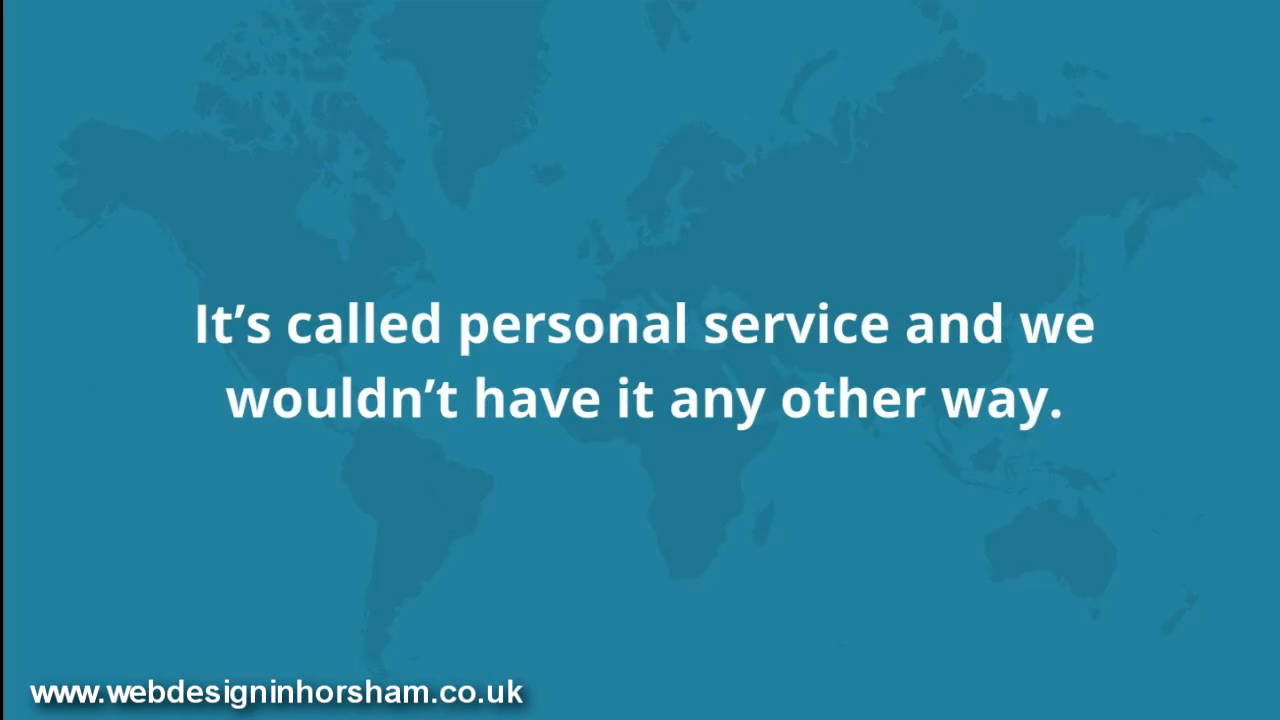 It’s called personal service and we
wouldn’t have it any other way.
www.webdesigninhorsham.co.uk